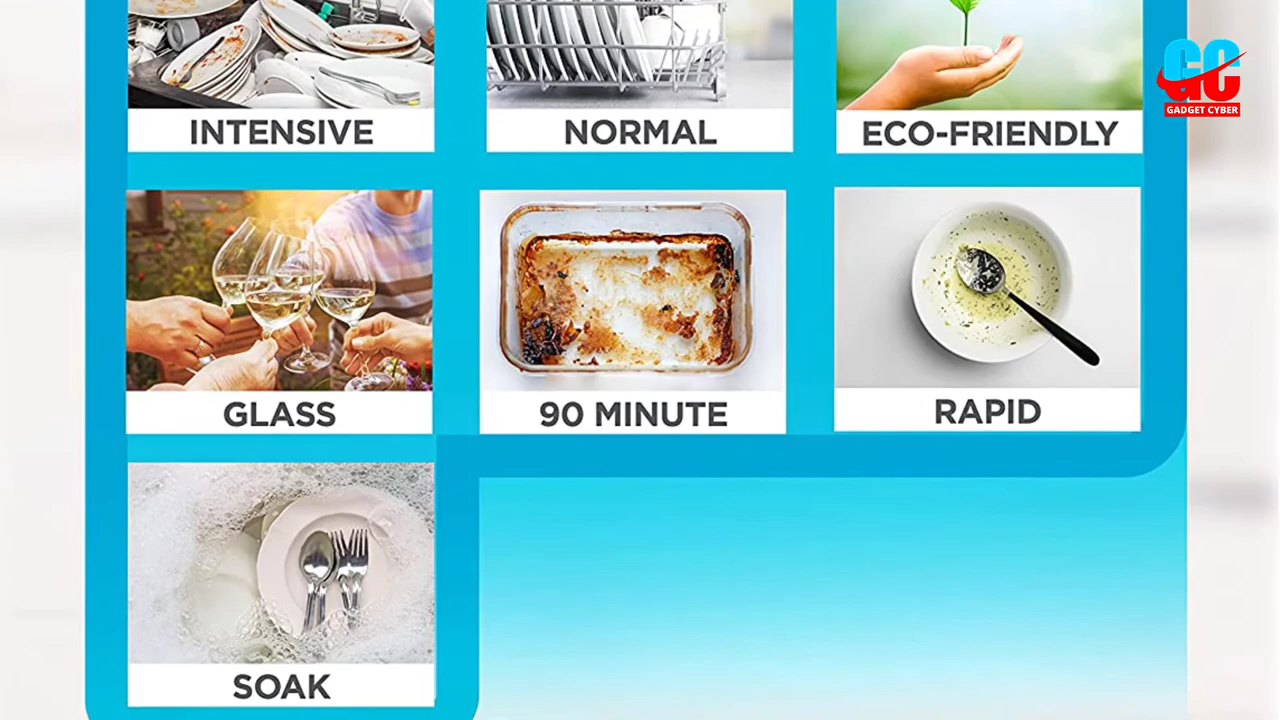 GC
GADGET CYBER
INTENSIVE
NORMAL
ECO-FRIENDLY
GLASS
90 MINUTE
RAPID
SOAK